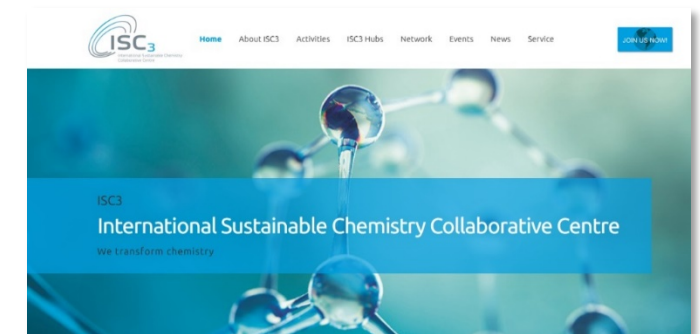 ISC3
International Sustainable Chemistry
Collaborative Centre
Home About ISC3 Activities ISC3 Hubs Network Events News Service
JOIN US NOW!
ISC3
International Sustainable Chemistry Collaborative Centre
We transform chemistry